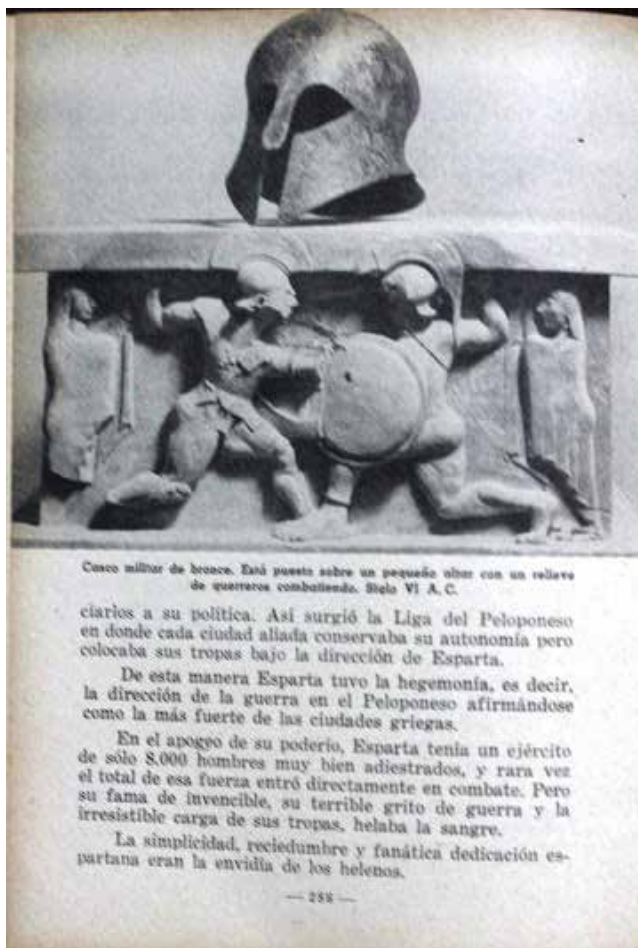 Casco militar de bronce. Está puesto sobre un pequeño altar con un relieve
de guerreros combatiendo. Siglo VI A. C.
ciarlos a su política. Así surgió la Liga del Peloponeso
en donde cada ciudad aliada conservaba su autonomía pero
colocaba sus tropas bajo la dirección de Esparta.
De esta manera Esparta tuvo la hegemonía, es decir,
la dirección de la guerra en el Peloponeso afirmándose
como la más fuerte de las ciudades griegas.
En el apogeo de su poderío, Esparta tenía un ejército
de sólo 8,000 hombres muy bien adiestrados, y rara vez
el total de esa fuerza entró directamente en combate. Pero
su fama de invencible, su terrible grito de guerra y la
irresistible carga de sus tropas, helaba la sangre.
La simplicidad, reciedumbre y fanática dedicación es-
partana eran la envidia de los helenos.
— 288 —